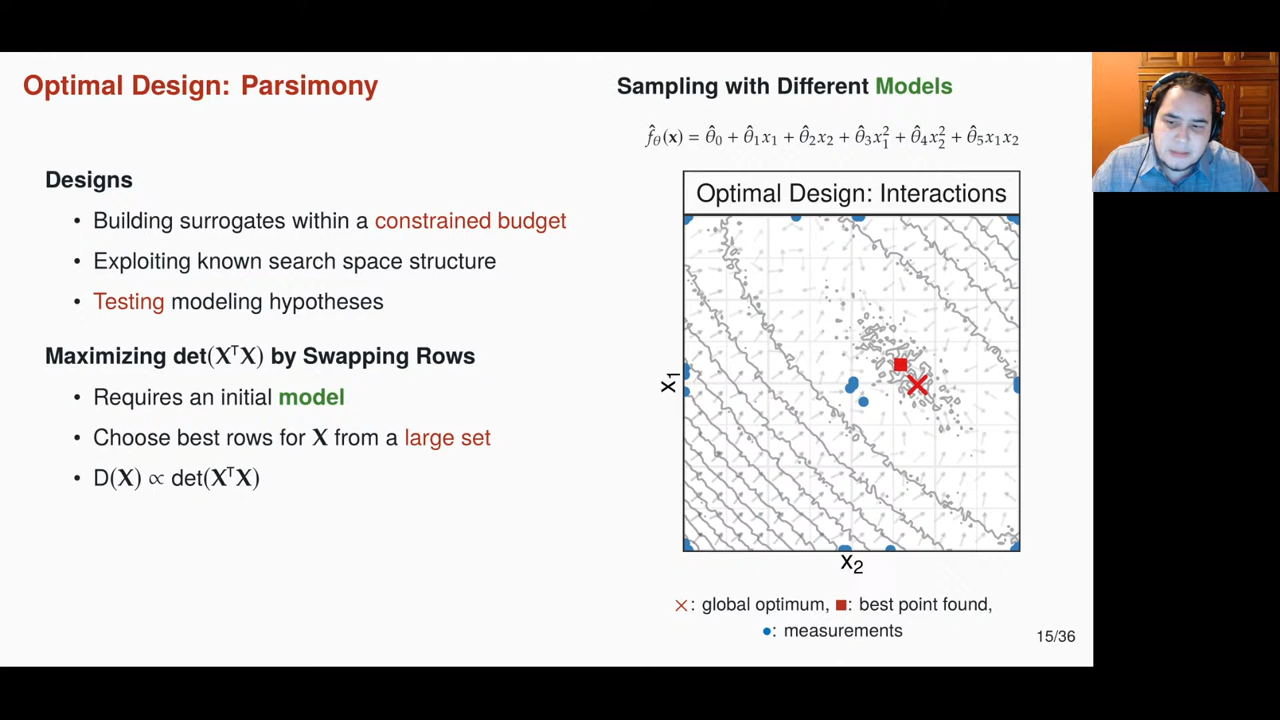 Optimal Design: Parsimony
Designs
• Building surrogates within a constrained budget
• Exploiting known search space structure
• Testing modeling hypotheses
Maximizing det(XᵀX) by Swapping Rows
• Requires an initial model
• Choose best rows for X from a large set
• D(X) ∝ det(XᵀX)
Sampling with Different Models
f̂θ(x) = θ̂₀ + θ̂₁x₁ + θ̂₂x₂ + θ̂₃x₁² + θ̂₄x₂² + θ̂₅x₁x₂
Optimal Design: Interactions
x₁
x₂
×: global optimum, ■: best point found,
●: measurements
15/36